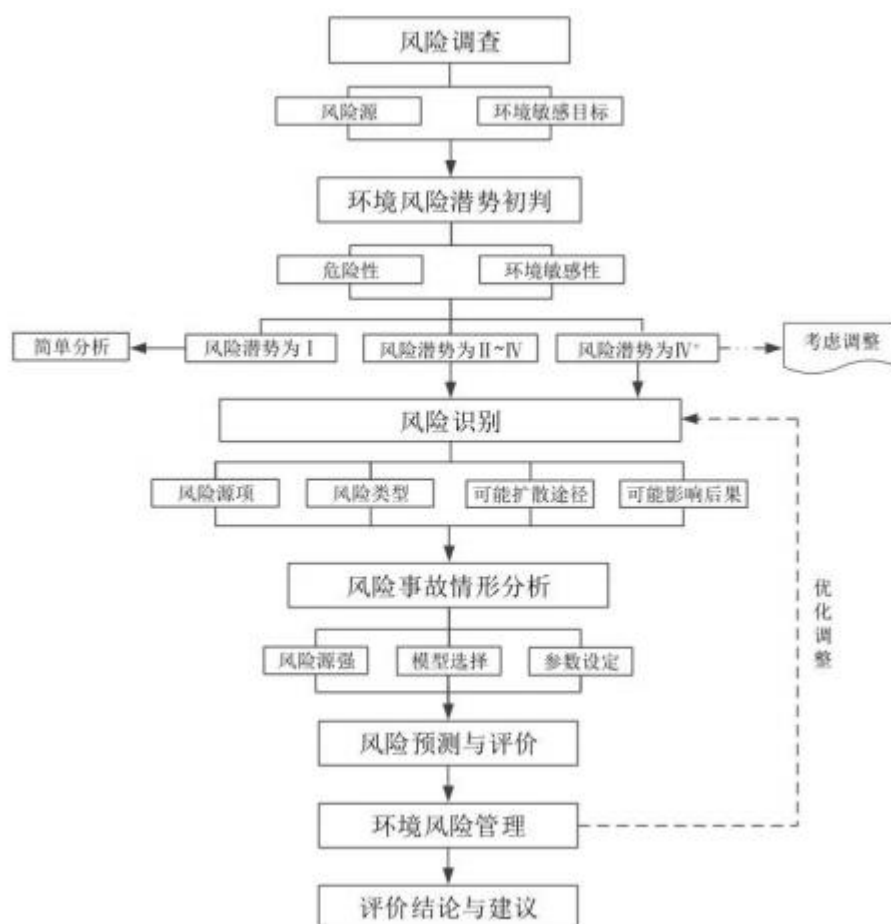 风险调查
风险源
环境敏感目标
环境风险潜势初判
危险性
环境敏感性
简单分析
风险潜势为Ⅰ
风险潜势为Ⅱ~Ⅳ
风险潜势为Ⅳ+
考虑调整
风险识别
风险源项
风险类型
可能扩散途径
可能影响后果
风险事故情形分析
优化调整
风险源强
模型选择
参数设定
风险预测与评价
环境风险管理
评价结论与建议